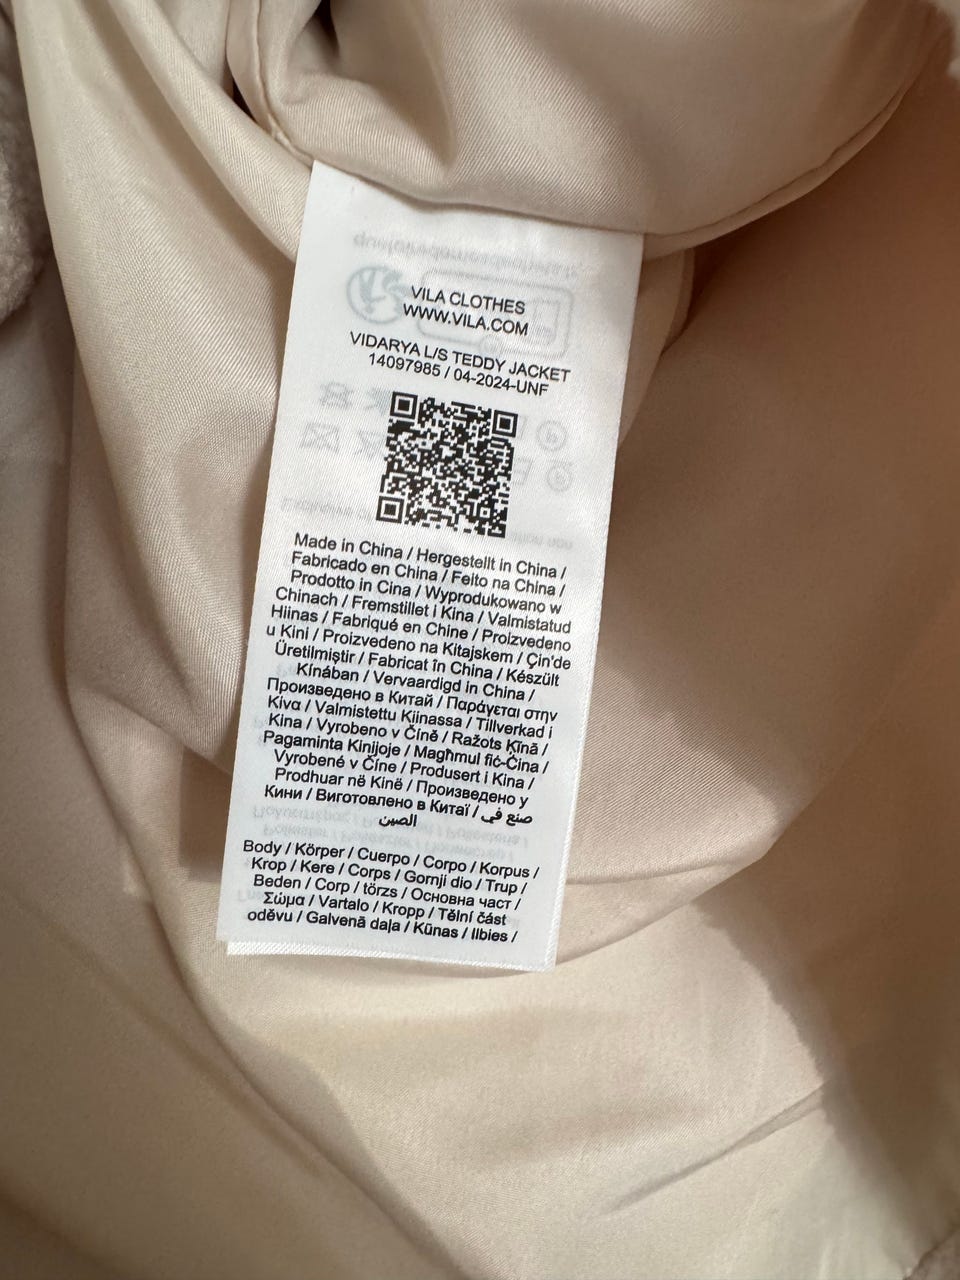 VILA CLOTHES
WWW.VILA.COM
VIDARYA L/S TEDDY JACKET
14097985 / 04-2024-UNF
Made in China / Hergestellt in China /
Fabricado en China / Feito na China /
Prodotto in Cina / Wyprodukowano w
Chinach / Fremstillet i Kina / Valmistatud
Hiinas / Fabriqué en Chine / Proizvedeno
u Kini / Proizvedeno na Kitajskem / Çin'de
Üretilmiştir / Fabricat în China / Készült
Kínában / Vervaardigd in China /
Произведено в Китай / Παράγεται στην
Κίνα / Valmistettu Kiinassa / Tillverkad i
Kina / Vyrobeno v Číně / Ražots Ķīnā /
Pagaminta Kinijoje / Magħmul fiċ-Ċina /
Vyrobené v Číne / Produsert i Kina /
Prodhuar në Kinë / Произведено у
Кини / Виготовлено в Китаї / صنع في
الصين
Body / Körper / Cuerpo / Corpo / Korpus /
Krop / Kere / Corps / Gornji dio / Trup /
Beden / Corp / törzs / Основна част /
Σώμα / Vartalo / Kropp / Tělní část
oděvu / Galvenā daļa / Kūnas / Ilbies /